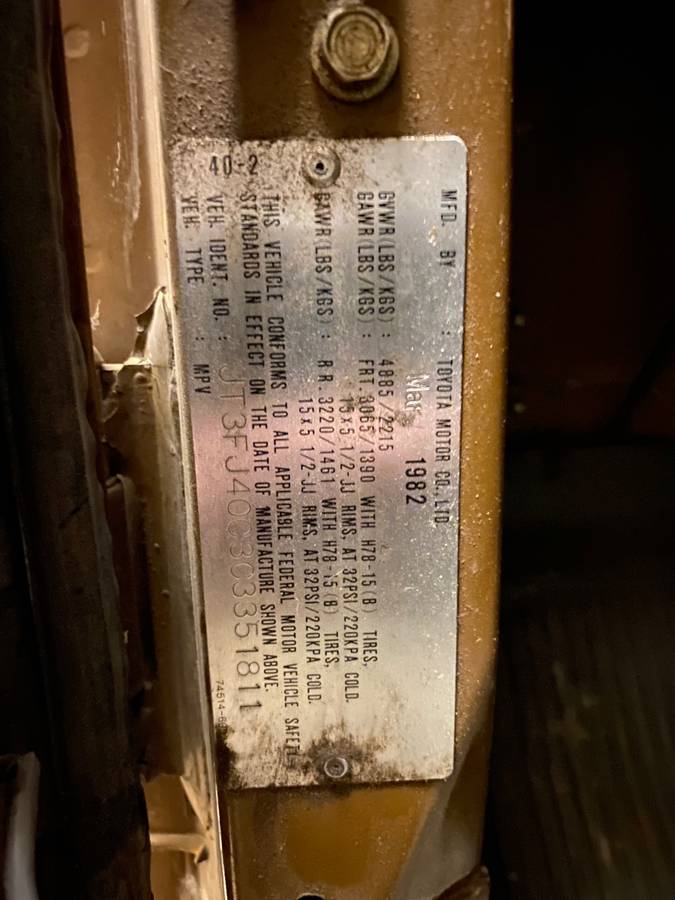 MFD. BY : TOYOTA MOTOR CO., LTD.
Mar 1982
GVWR(LBS/KGS) : 4885/2215
GAWR(LBS/KGS) : FRT. 3065/1390 WITH H78-15(B) TIRES,
15x5 1/2-JJ RIMS, AT 32PSI/220KPA COLD.
GAWR(LBS/KGS) : RR. 3220/1461 WITH H78-15(B) TIRES,
15x5 1/2-JJ RIMS, AT 32PSI/220KPA COLD.
THIS VEHICLE CONFORMS TO ALL APPLICABLE FEDERAL MOTOR VEHICLE SAFETY
STANDARDS IN EFFECT ON THE DATE OF MANUFACTURE SHOWN ABOVE.
VEH. IDENT. NO. :
VEH. TYPE : MPV
40-2